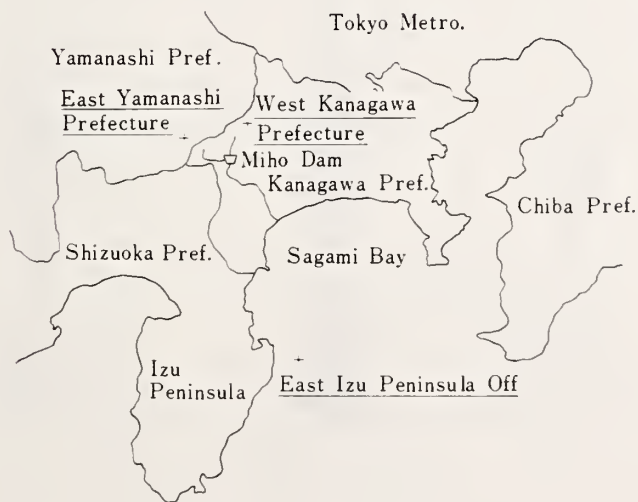 Tokyo Metro.
Yamanashi Pref.
East Yamanashi
Prefecture
West Kanagawa
Prefecture
Miho Dam
Kanagawa Pref.
Chiba Pref.
Shizuoka Pref.
Sagami Bay
Izu
Peninsula
East Izu Peninsula Off